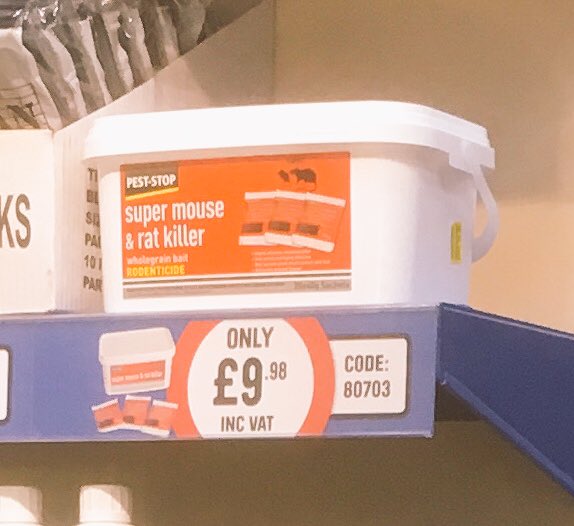 KS
PEST-STOP
super mouse
& rat killer
wholegrain bait
RODENTICIDE
ONLY
£9.98
INC VAT
CODE:
80703